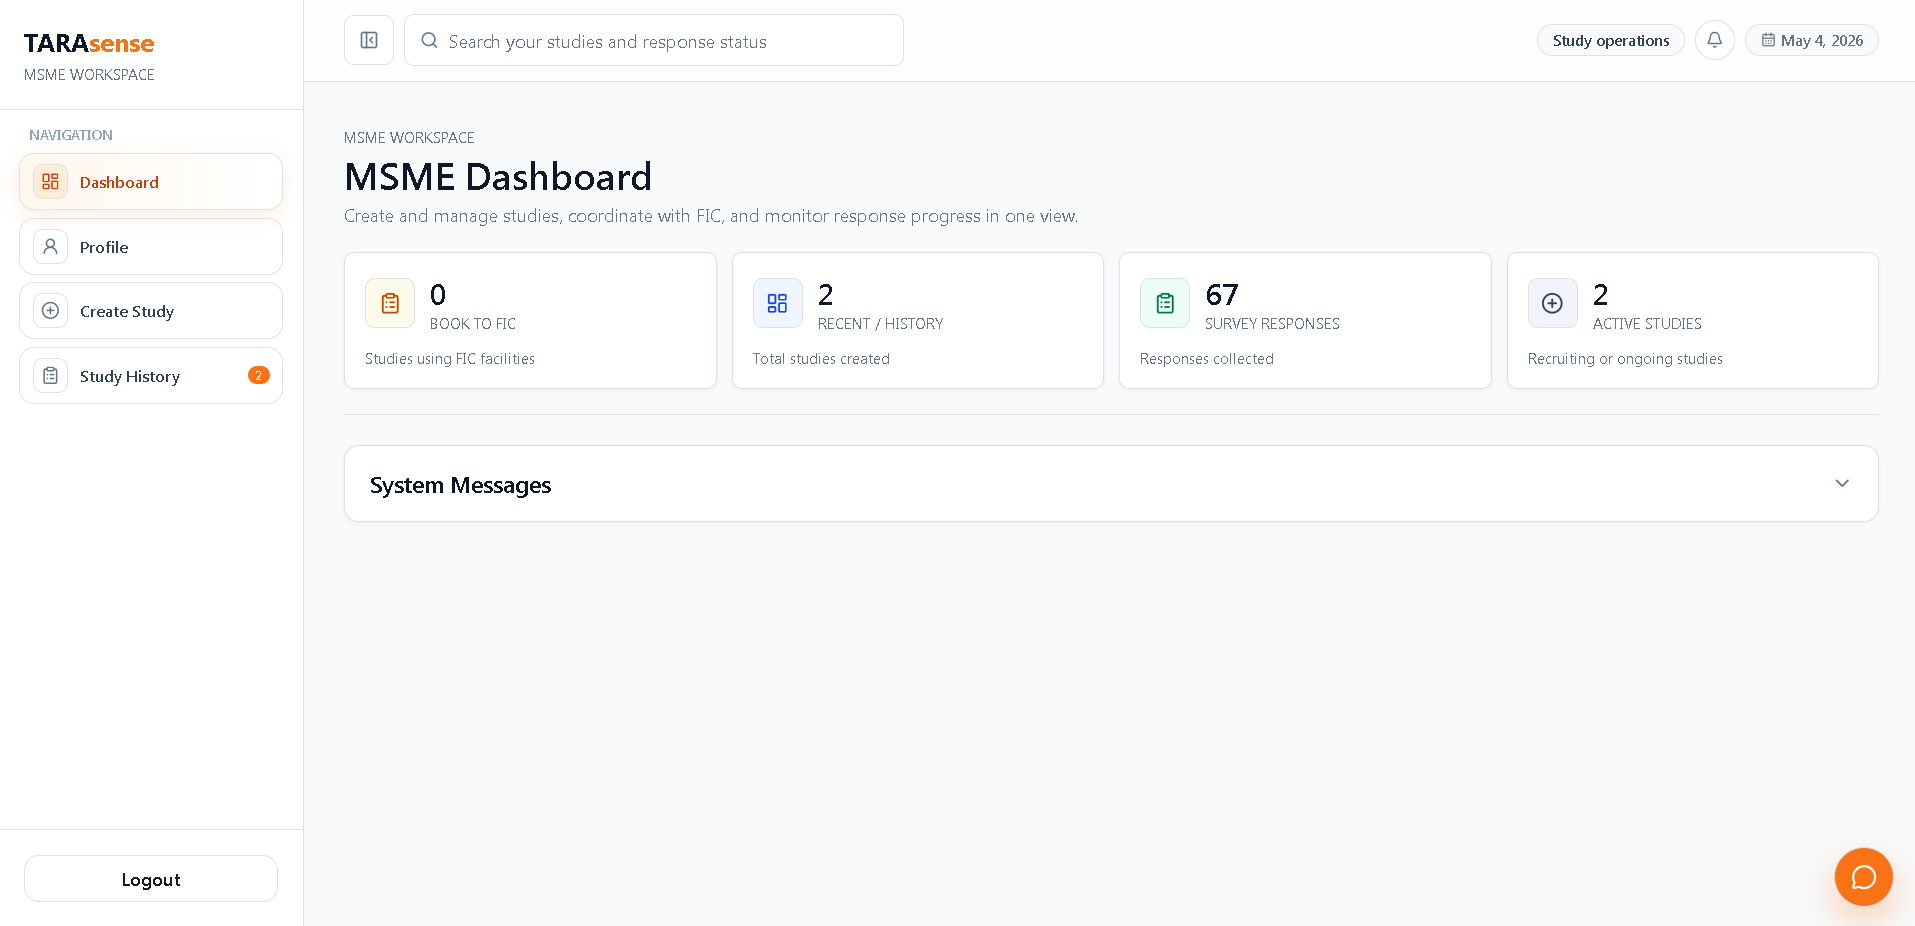 TARAsense
MSME WORKSPACE
NAVIGATION
Dashboard
Profile
Create Study
Study History
2
Logout
Search your studies and response status
Study operations
May 4, 2026
MSME WORKSPACE
MSME Dashboard
Create and manage studies, coordinate with FIC, and monitor response progress in one view.
0
BOOK TO FIC
Studies using FIC facilities
2
RECENT / HISTORY
Total studies created
67
SURVEY RESPONSES
Responses collected
2
ACTIVE STUDIES
Recruiting or ongoing studies
System Messages